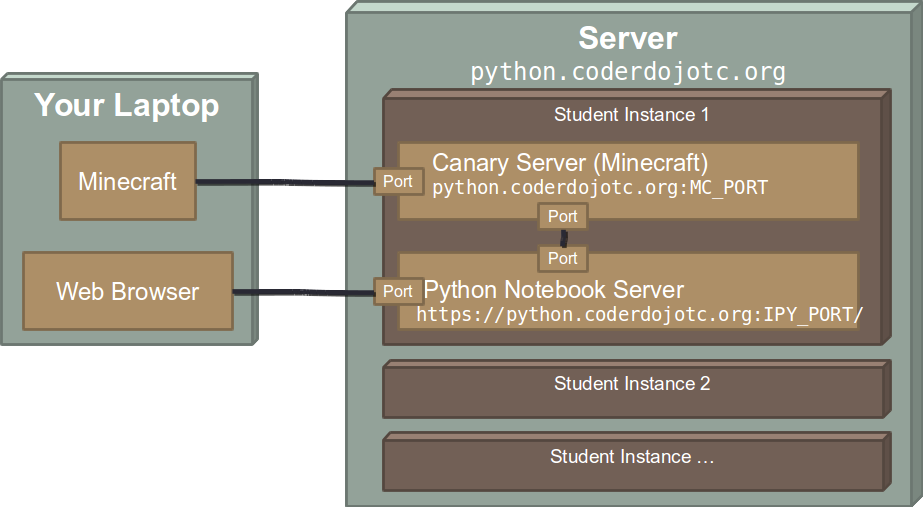 Your Laptop
Minecraft
Web Browser
Server
python.coderdojotc.org
Student Instance 1
Port
Canary Server (Minecraft)
python.coderdojotc.org:MC_PORT
Port
Port
Port
Python Notebook Server
https://python.coderdojotc.org:IPY_PORT/
Student Instance 2
Student Instance ...